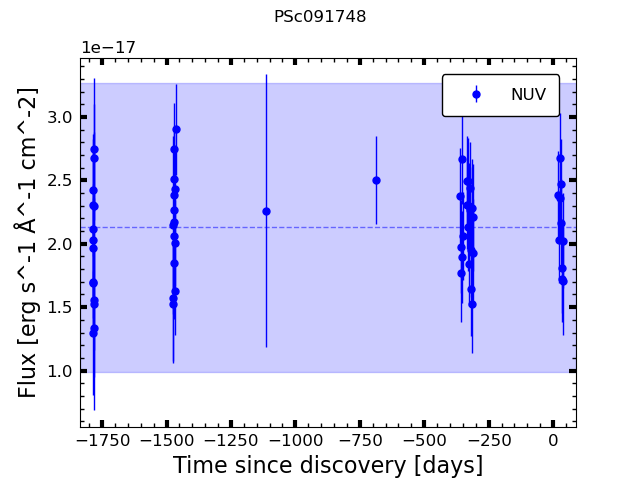 PSc091748
1e−17
NUV
3.0
2.5
2.0
1.5
1.0
Flux [erg s^-1 Å^-1 cm^-2]
−1750 −1500 −1250 −1000 −750 −500 −250 0
Time since discovery [days]